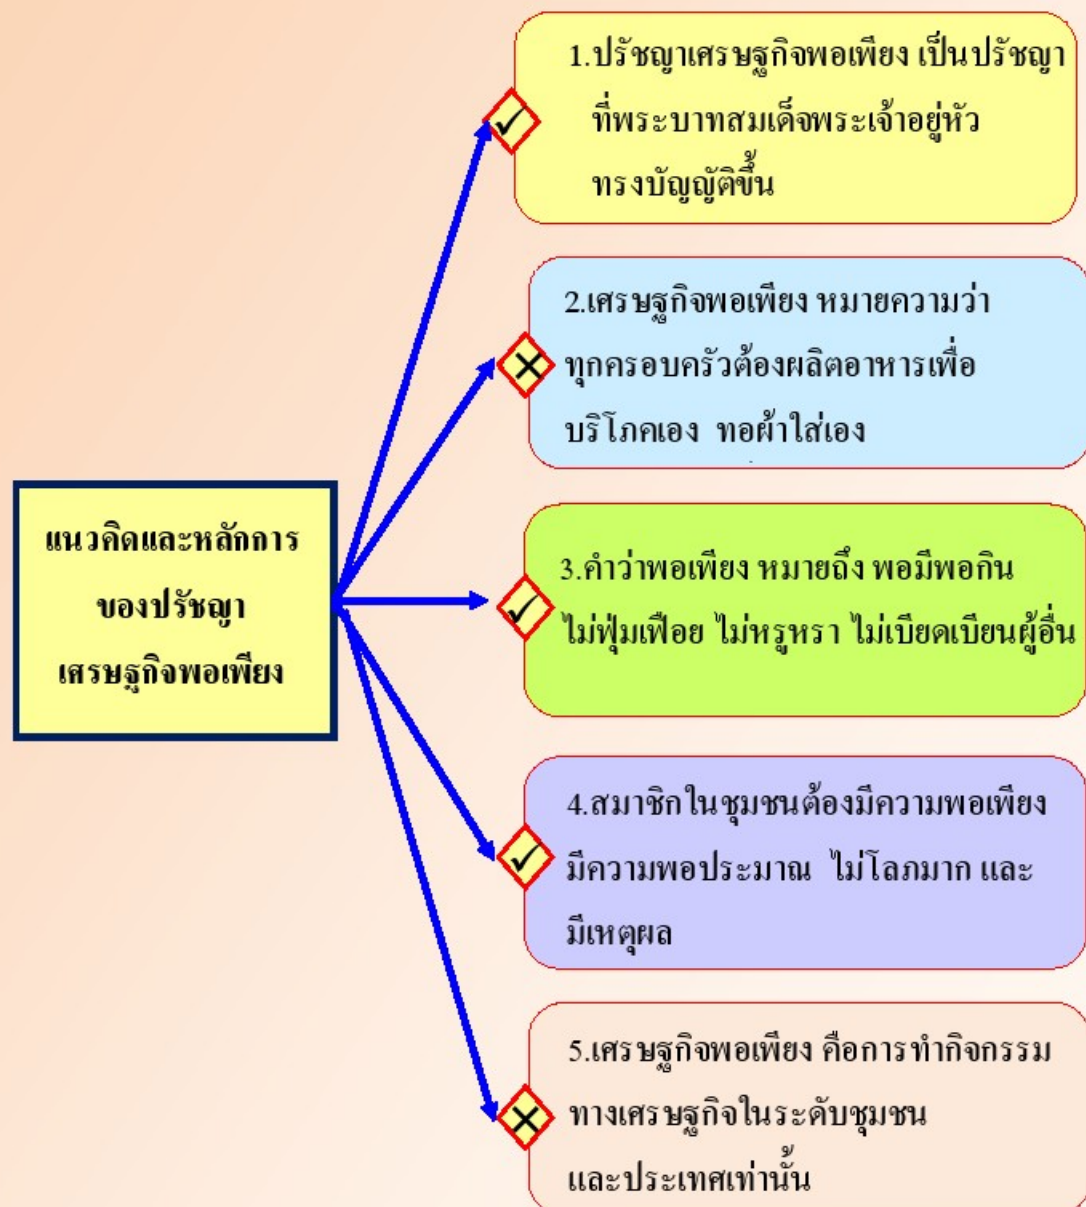 1.ปรัชญาเศรษฐกิจพอเพียง เป็นปรัชญา
ที่พระบาทสมเด็จพระเจ้าอยู่หัว
ทรงบัญญัติขึ้น
2.เศรษฐกิจพอเพียง หมายความว่า
ทุกครอบครัวต้องผลิตอาหารเพื่อ
บริโภคเอง ทอผ้าใส่เอง
แนวคิดและหลักการ
ของปรัชญา
เศรษฐกิจพอเพียง
3.คำว่าพอเพียง หมายถึง พอมีพอกิน
ไม่ฟุ่มเฟือย ไม่หรูหรา ไม่เบียดเบียนผู้อื่น
4.สมาชิกในชุมชนต้องมีความพอเพียง
มีความพอประมาณ ไม่โลภมาก และ
มีเหตุผล
5.เศรษฐกิจพอเพียง คือการทำกิจกรรม
ทางเศรษฐกิจในระดับชุมชน
และประเทศเท่านั้น